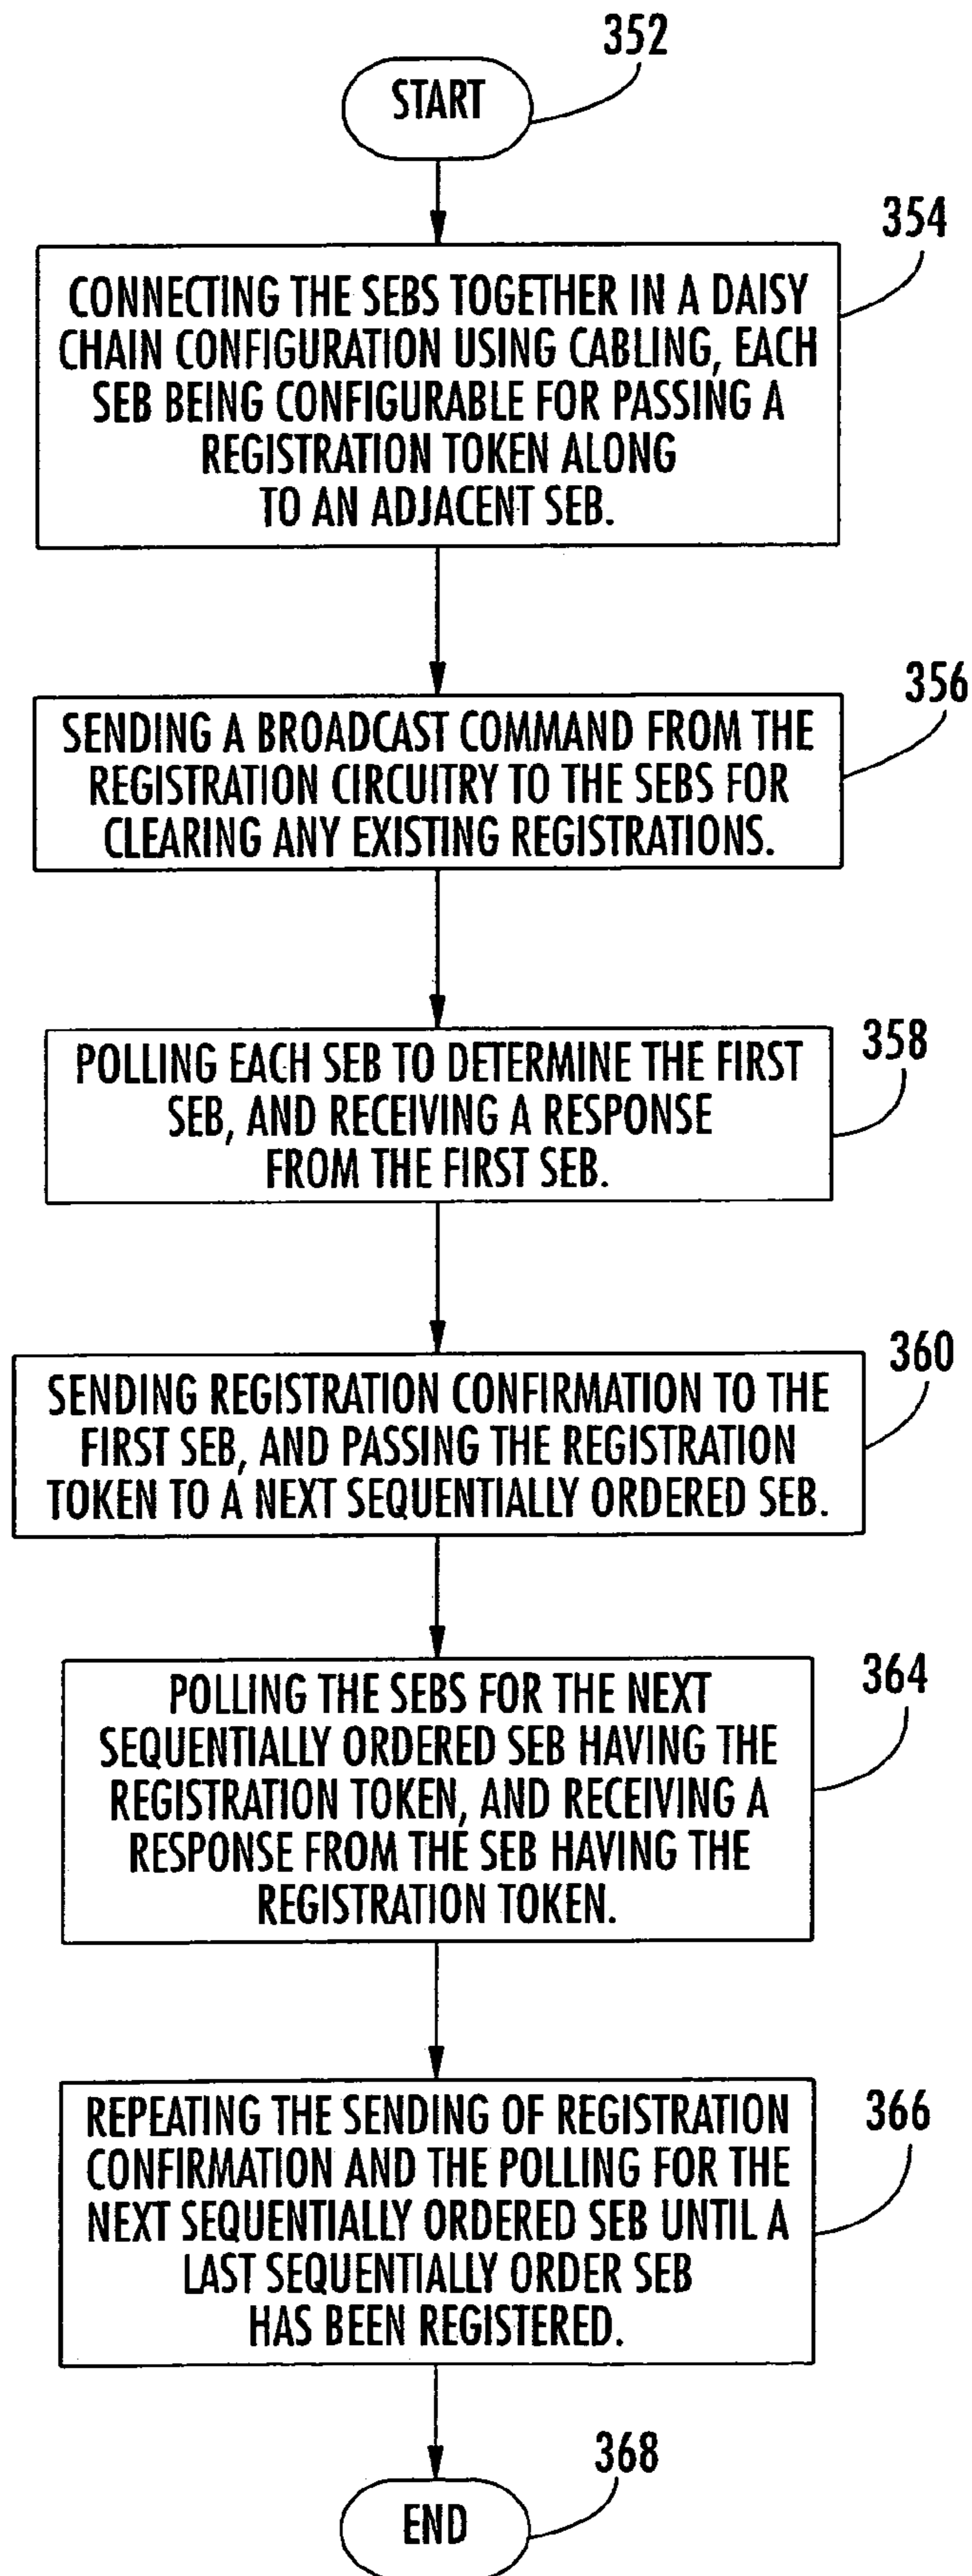 352
START
354
CONNECTING THE SEBS TOGETHER IN A DAISY
CHAIN CONFIGURATION USING CABLING, EACH
SEB BEING CONFIGURABLE FOR PASSING A
REGISTRATION TOKEN ALONG
TO AN ADJACENT SEB.
356
SENDING A BROADCAST COMMAND FROM THE
REGISTRATION CIRCUITRY TO THE SEBS FOR
CLEARING ANY EXISTING REGISTRATIONS.
358
POLLING EACH SEB TO DETERMINE THE FIRST
SEB, AND RECEIVING A RESPONSE
FROM THE FIRST SEB.
360
SENDING REGISTRATION CONFIRMATION TO THE
FIRST SEB, AND PASSING THE REGISTRATION
TOKEN TO A NEXT SEQUENTIALLY ORDERED SEB.
364
POLLING THE SEBS FOR THE NEXT
SEQUENTIALLY ORDERED SEB HAVING THE
REGISTRATION TOKEN, AND RECEIVING A
RESPONSE FROM THE SEB HAVING THE
REGISTRATION TOKEN.
366
REPEATING THE SENDING OF REGISTRATION
CONFIRMATION AND THE POLLING FOR THE
NEXT SEQUENTIALLY ORDERED SEB UNTIL A
LAST SEQUENTIALLY ORDER SEB
HAS BEEN REGISTERED.
368
END